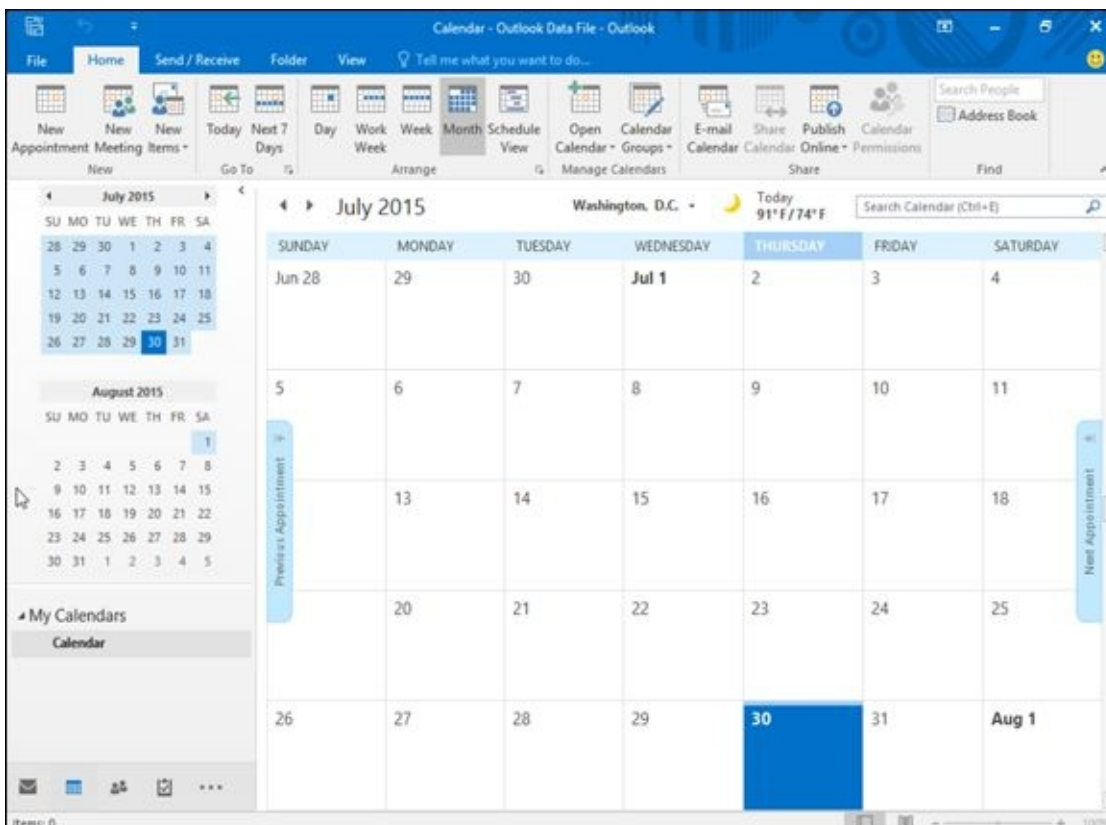 Calendar - Outlook Data File - Outlook
File Home Send / Receive Folder View Tell me what you want to do...
New Appointment
New Meeting
New Items
New
Today
Next 7 Days
Go To
Day
Work Week
Week
Month
Schedule View
Arrange
Open Calendar
Calendar Groups
Manage Calendars
E-mail Calendar
Share Calendar
Publish Online
Calendar Permissions
Share
Search People
Address Book
Find
July 2015
SU MO TU WE TH FR SA
28 29 30 1 2 3 4
5 6 7 8 9 10 11
12 13 14 15 16 17 18
19 20 21 22 23 24 25
26 27 28 29 30 31
August 2015
SU MO TU WE TH FR SA
1
2 3 4 5 6 7 8
9 10 11 12 13 14 15
16 17 18 19 20 21 22
23 24 25 26 27 28 29
30 31 1 2 3 4 5
My Calendars
Calendar
July 2015
Washington, D.C.
Today
91°F/74°F
Search Calendar (Ctrl+E)
SUNDAY MONDAY TUESDAY WEDNESDAY THURSDAY FRIDAY SATURDAY
Jun 28 29 30 Jul 1 2 3 4
5 6 7 8 9 10 11
Previous Appointment
Next Appointment
13 14 15 16 17 18
20 21 22 23 24 25
26 27 28 29 30 31 Aug 1
Items: 0
100%